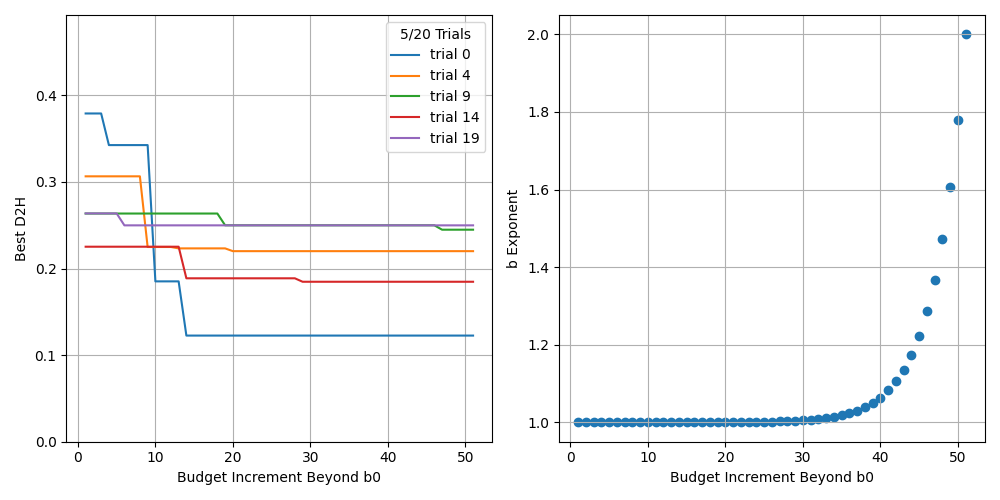 5/20 Trials
trial 0
trial 4
trial 9
trial 14
trial 19
Best D2H
0.4
0.3
0.2
0.1
0.0
0 10 20 30 40 50
Budget Increment Beyond b0
b Exponent
2.0
1.8
1.6
1.4
1.2
1.0
0 10 20 30 40 50
Budget Increment Beyond b0